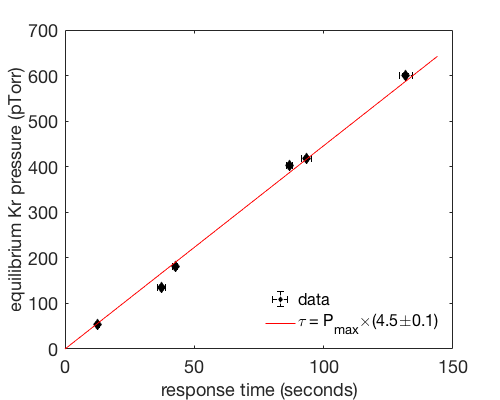 700
600
500
400
300
200
100
0
equilibrium Kr pressure (pTorr)
data
τ = P_max×(4.5±0.1)
0 50 100 150
response time (seconds)